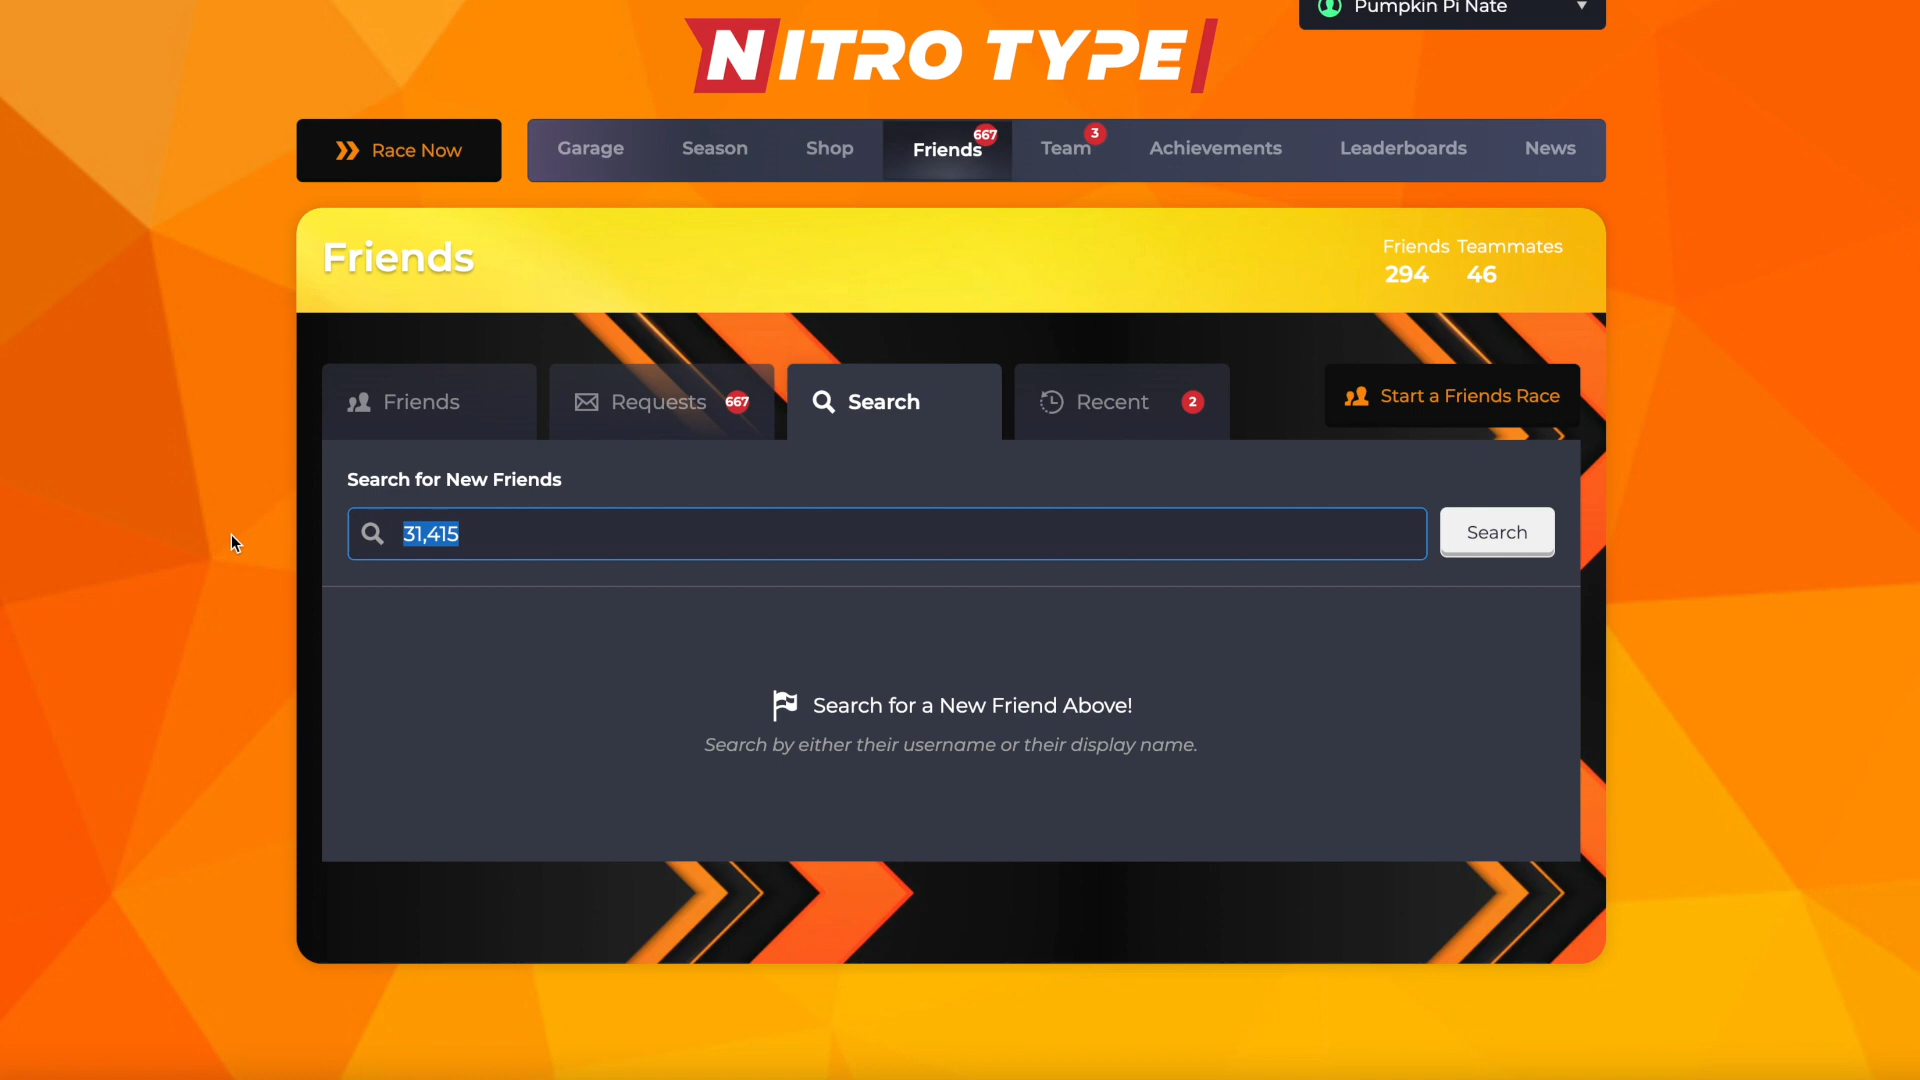 Pumpkin Pi Nate
NITRO TYPE
Race Now
Garage Season Shop Friends 667 Team 3 Achievements Leaderboards News
Friends
Friends Teammates
294 46
Friends Requests 667 Search Recent 2 Start a Friends Race
Search for New Friends
31,415 Search
Search for a New Friend Above!
Search by either their username or their display name.